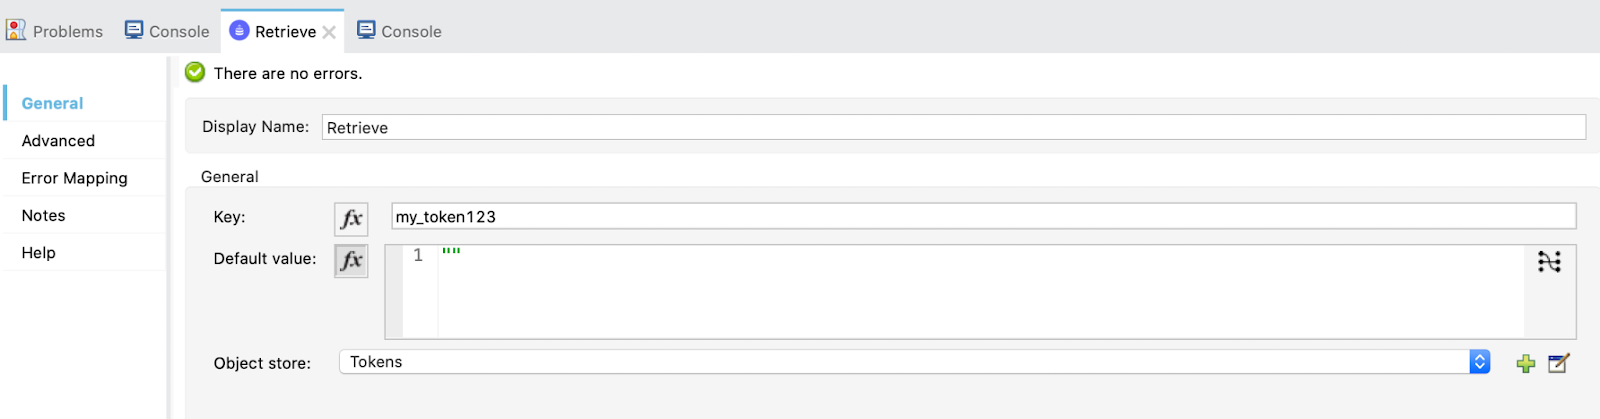 Problems Console Retrieve Console
There are no errors.
General
Advanced
Error Mapping
Notes
Help
Display Name: Retrieve
General
Key: fx my_token123
Default value: fx 1 ""
Object store: Tokens